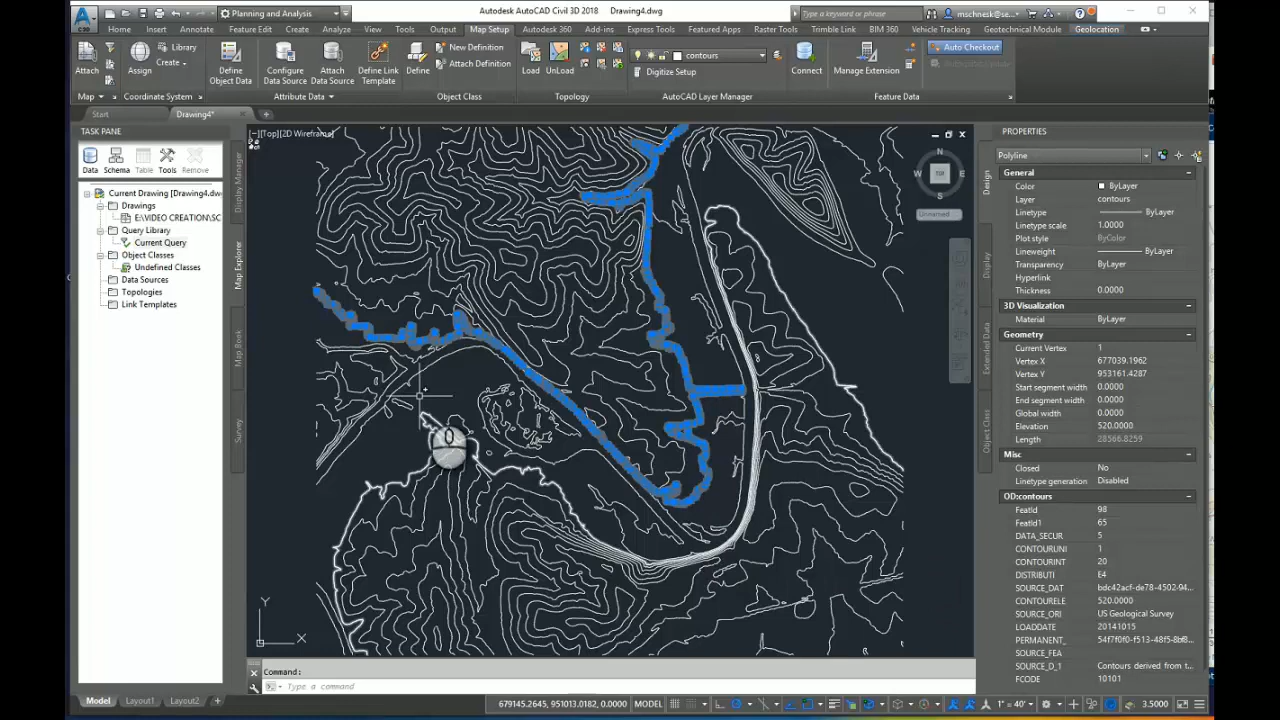 Planning and Analysis
Autodesk AutoCAD Civil 3D 2018 Drawing4.dwg
Type a keyword or phrase
mschnesk@se...
Home Insert Annotate Feature Edit Create Analyze View Tools Output Map Setup Autodesk 360 Add-ins Express Tools Featured Apps Raster Tools Trimble Link BIM 360 Vehicle Tracking Geotechnical Module Geolocation
Attach
Assign
Library
Create
Define Object Data
Configure Data Source
Attach Data Source
Define Link Template
Define
New Definition
Attach Definition
Load
UnLoad
contours
Digitize Setup
Connect
Manage Extension
Auto Checkout
Map Coordinate System Attribute Data Object Class Topology AutoCAD Layer Manager Feature Data
Start Drawing4*
TASK PANE
Data Schema Table Tools Remove
Current Drawing [Drawing4.dw
Drawings
E:\VIDEO CREATION\SC
Query Library
Current Query
Object Classes
Undefined Classes
Data Sources
Topologies
Link Templates
Display Manager
Map Explorer
Map Book
Survey
[−][Top][2D Wireframe]
N
W TOP E
S
Unnamed
0
Y
X
Command:
Type a command
Model Layout1 Layout2
679145.2645, 951013.0182, 0.0000 MODEL
1" = 40'
3.5000
Design
Display
Extended Data
Object Class
PROPERTIES
Polyline
General
Color ByLayer
Layer contours
Linetype ByLayer
Linetype scale 1.0000
Plot style ByColor
Lineweight ByLayer
Transparency ByLayer
Hyperlink
Thickness 0.0000
3D Visualization
Material ByLayer
Geometry
Current Vertex 1
Vertex X 677039.1962
Vertex Y 953161.4287
Start segment width 0.0000
End segment width 0.0000
Global width 0.0000
Elevation 520.0000
Length 28566.8259
Misc
Closed No
Linetype generation Disabled
OD:contours
FeatId 98
FeatId1 65
DATA_SECUR 5
CONTOURUNI 1
CONTOURINT 20
DISTRIBUTI E4
SOURCE_DAT bdc42acf-de78-4502-94...
CONTOURELE 520.0000
SOURCE_ORI US Geological Survey
LOADDATE 20141015
PERMANENT_ 54f7f0f0-f513-48f5-8bf8...
SOURCE_FEA
SOURCE_D_1 Contours derived from t...
FCODE 10101